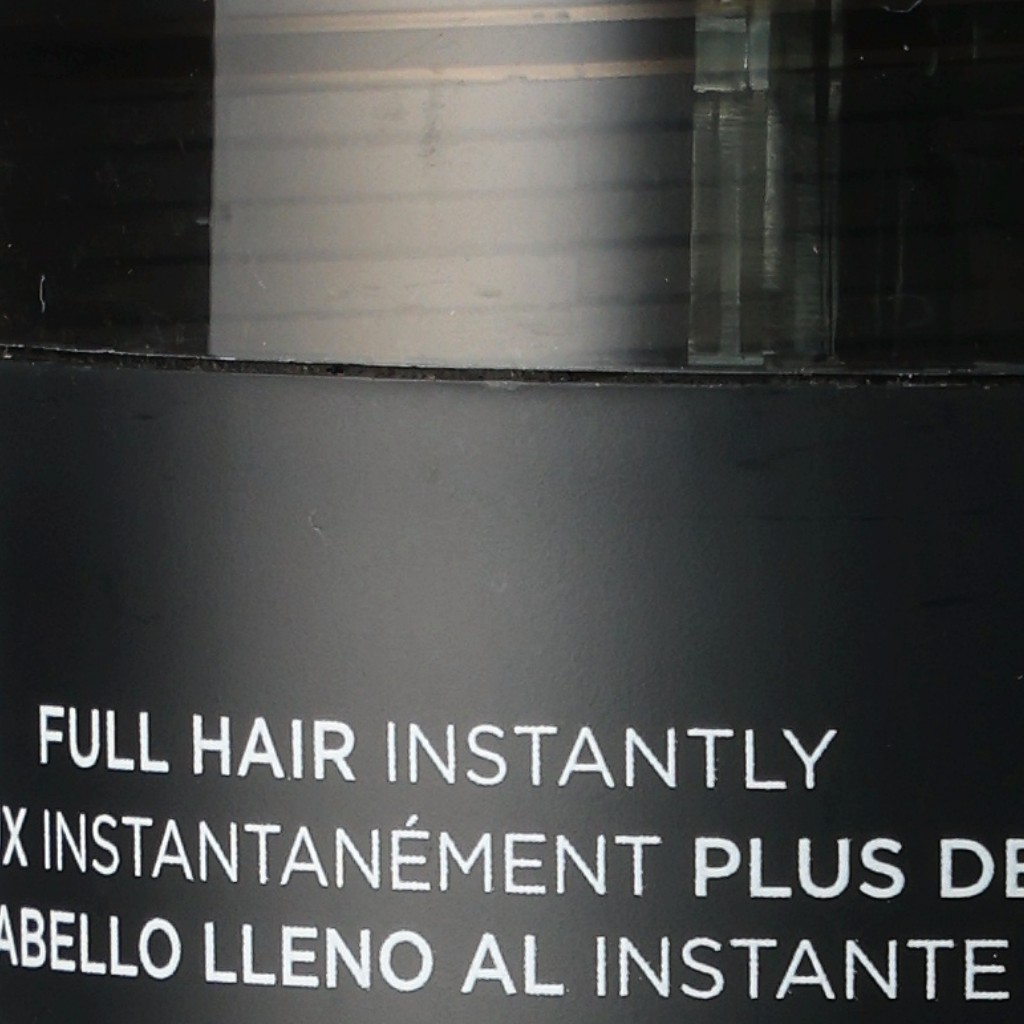 FULL HAIR INSTANTLY
X INSTANTANÉMENT PLUS DE
ABELLO LLENO AL INSTANTE